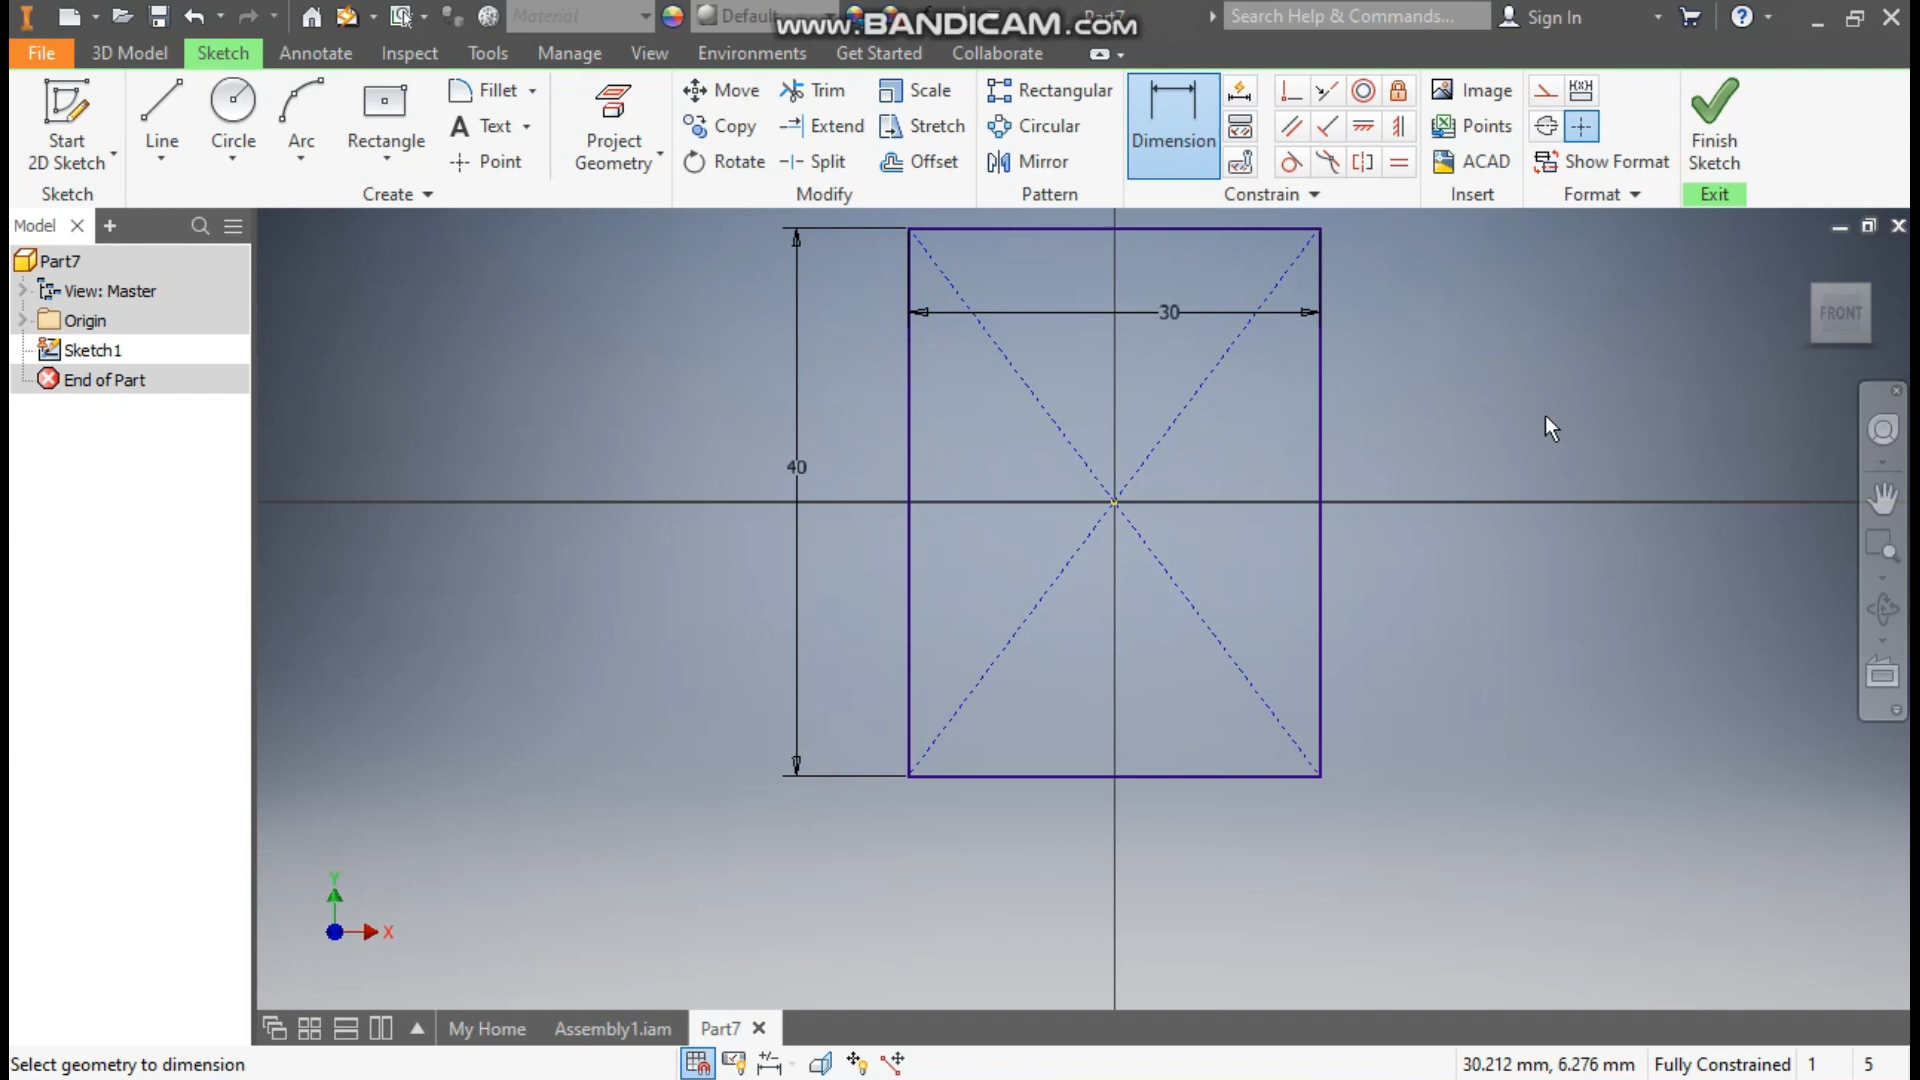 Material
Default
www.BANDICAM.com
Part7
Search Help & Commands...
Sign In
File
3D Model
Sketch
Annotate
Inspect
Tools
Manage
View
Environments
Get Started
Collaborate
Start
2D Sketch
Line
Circle
Arc
Rectangle
Fillet
Text
Point
Project
Geometry
Move
Copy
Rotate
Trim
Extend
Split
Scale
Stretch
Offset
Rectangular
Circular
Mirror
Dimension
Image
Points
ACAD
Show Format
Finish
Sketch
Sketch
Create
Modify
Pattern
Constrain
Insert
Format
Exit
Model
Part7
View: Master
Origin
Sketch1
End of Part
30
40
FRONT
Y
X
My Home
Assembly1.iam
Part7
Select geometry to dimension
30.212 mm, 6.276 mm
Fully Constrained
1
5